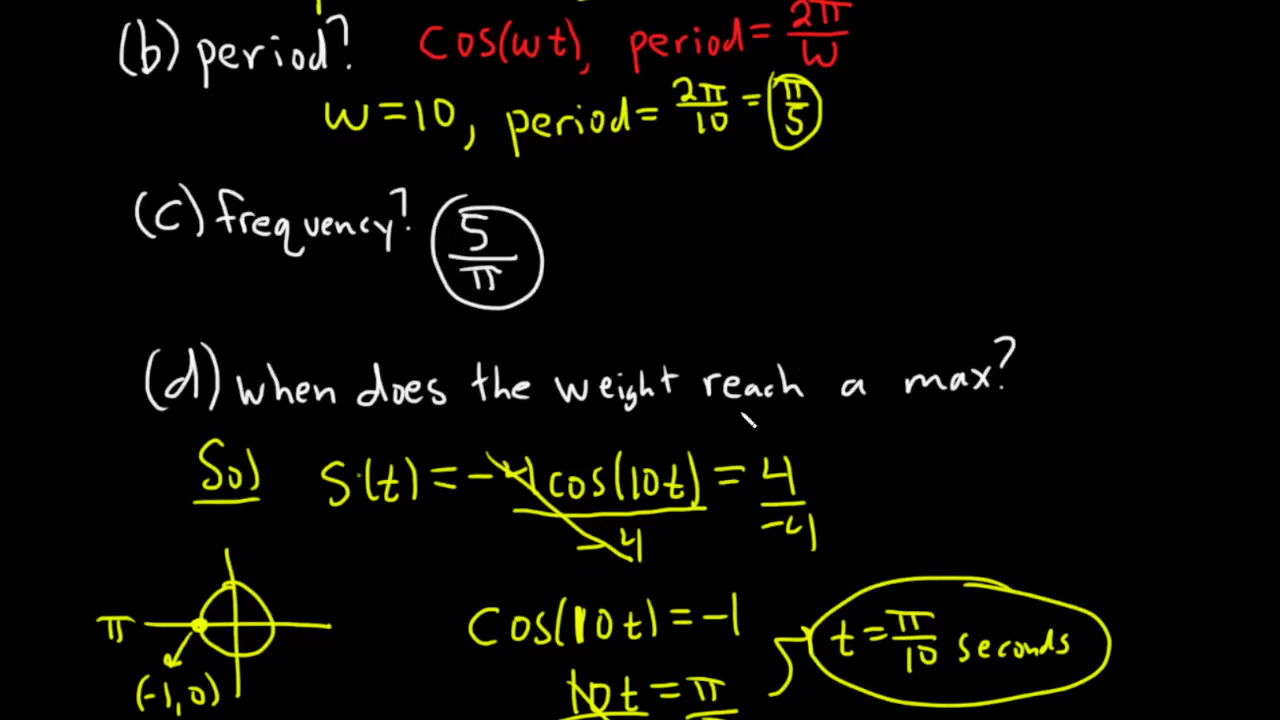 (b) period? cos(wt), period = 2π/w
w = 10, period = 2π/10 = π/5
(c) frequency? 5/π
(d) when does the weight reach a max?
Sol S(t) = -4cos(10t)/-4 = 4/-4
cos(10t) = -1
π
t = π/10 seconds
(-1,0)
10t = π